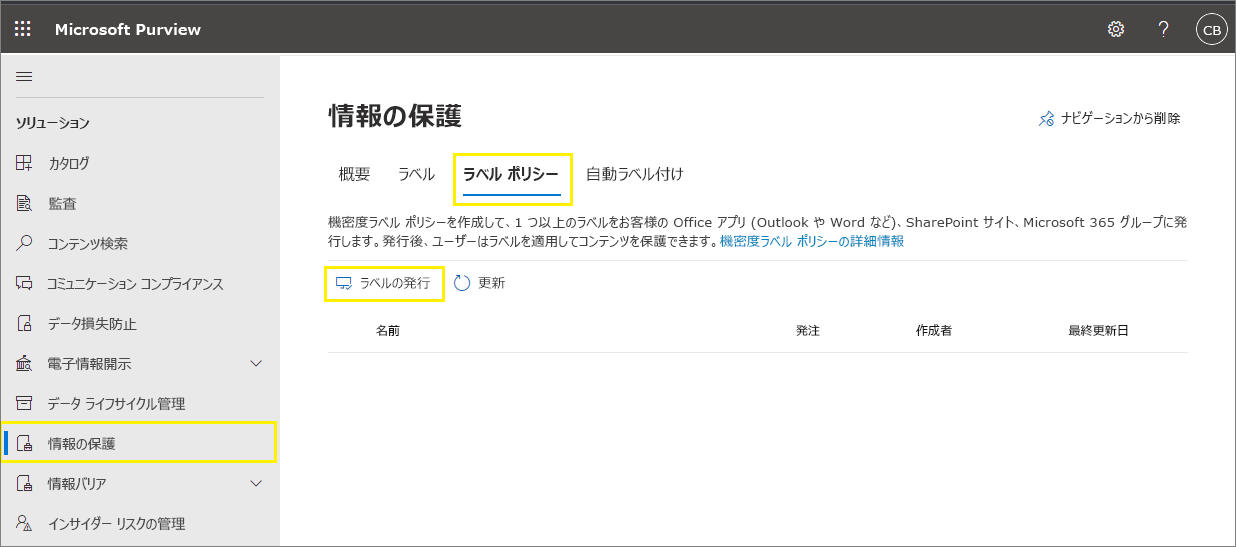 Microsoft Purview
?
CB
ソリューション
カタログ
監査
コンテンツ検索
コミュニケーション コンプライアンス
データ損失防止
電子情報開示
データ ライフサイクル管理
情報の保護
情報バリア
インサイダー リスクの管理
情報の保護
ナビゲーションから削除
概要 ラベル ラベル ポリシー 自動ラベル付け
機密度ラベル ポリシーを作成して、1 つ以上のラベルをお客様の Office アプリ (Outlook や Word など)、SharePoint サイト、Microsoft 365 グループに発
行します。発行後、ユーザーはラベルを適用してコンテンツを保護できます。機密度ラベル ポリシーの詳細情報
ラベルの発行 更新
名前 発注 作成者 最終更新日